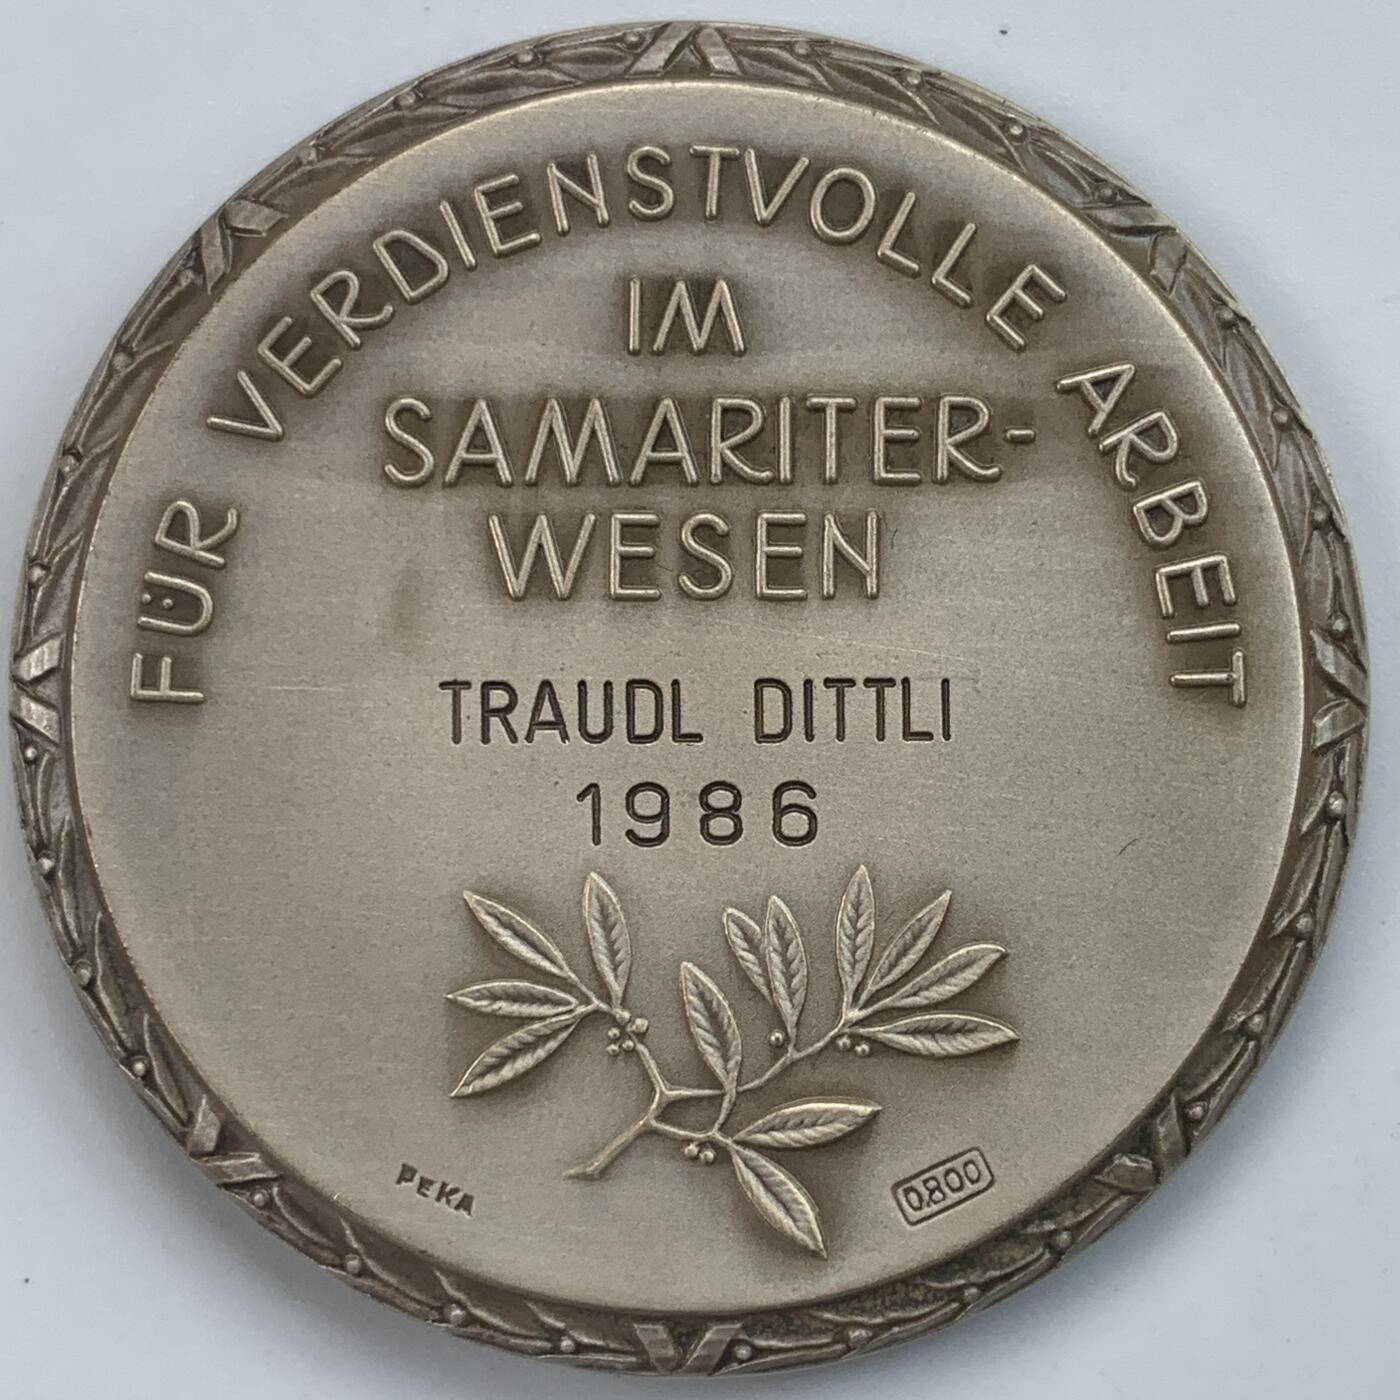 FÜR VERDIENSTVOLLE ARBEIT
IM
SAMARITER-
WESEN
TRAUDL DITTLI
1986
PEKA
0.800